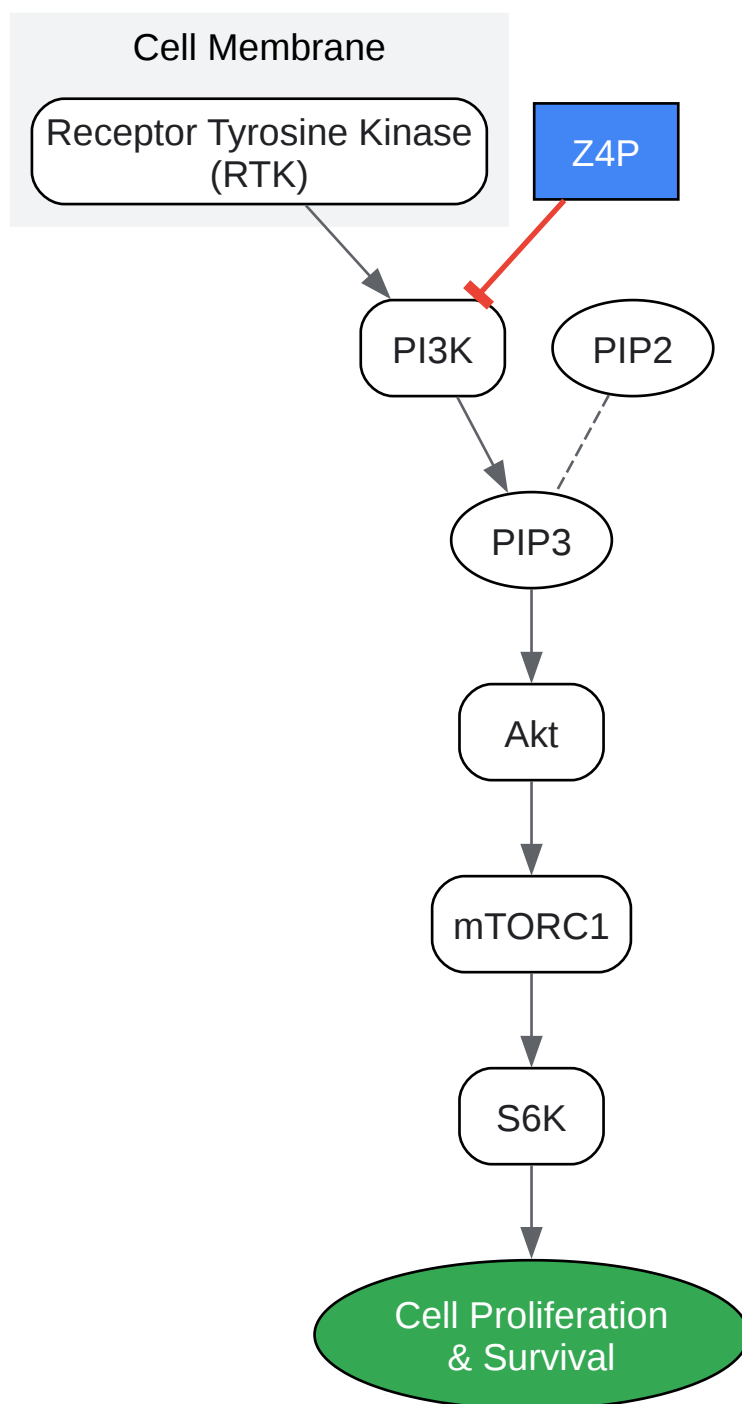 Cell Membrane
Receptor Tyrosine Kinase
(RTK)
Z4P
PI3K
PIP2
PIP3
Akt
mTORC1
S6K
Cell Proliferation
& Survival